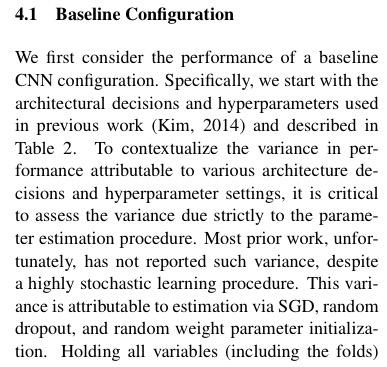 4.1 Baseline Configuration
We first consider the performance of a baseline
CNN configuration. Specifically, we start with the
architectural decisions and hyperparameters used
in previous work (Kim, 2014) and described in
Table 2. To contextualize the variance in per-
formance attributable to various architecture de-
cisions and hyperparameter settings, it is critical
to assess the variance due strictly to the parame-
ter estimation procedure. Most prior work, unfor-
tunately, has not reported such variance, despite
a highly stochastic learning procedure. This vari-
ance is attributable to estimation via SGD, random
dropout, and random weight parameter initializa-
tion. Holding all variables (including the folds)